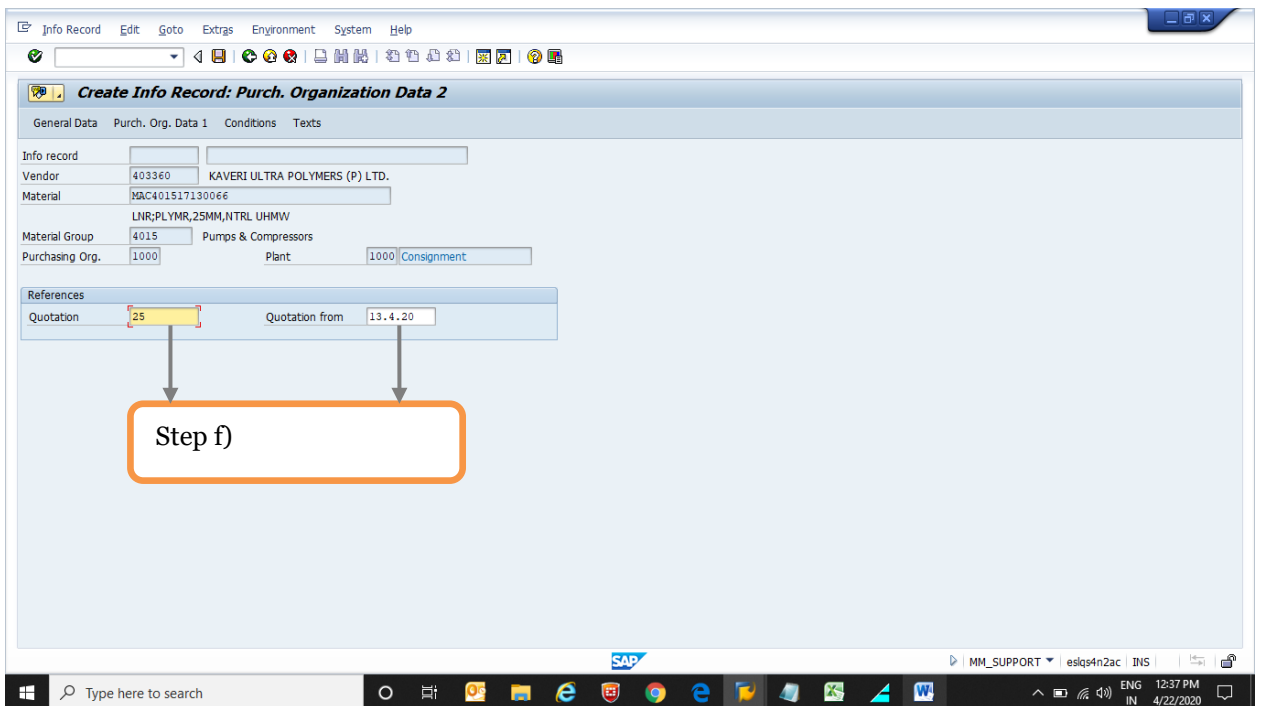 Info Record Edit Goto Extras Environment System Help
Create Info Record: Purch. Organization Data 2
General Data Purch. Org. Data 1 Conditions Texts
Info record
Vendor 403360 KAVERI ULTRA POLYMERS (P) LTD.
Material MAC401517130066
LNR;PLYMR,25MM,NTRL UHMW
Material Group 4015 Pumps & Compressors
Purchasing Org. 1000 Plant 1000 Consignment
References
Quotation 25 Quotation from 13.4.20
Step f)
SAP MM_SUPPORT eslqs4n2ac INS
Type here to search ENG 12:37 PM
IN 4/22/2020